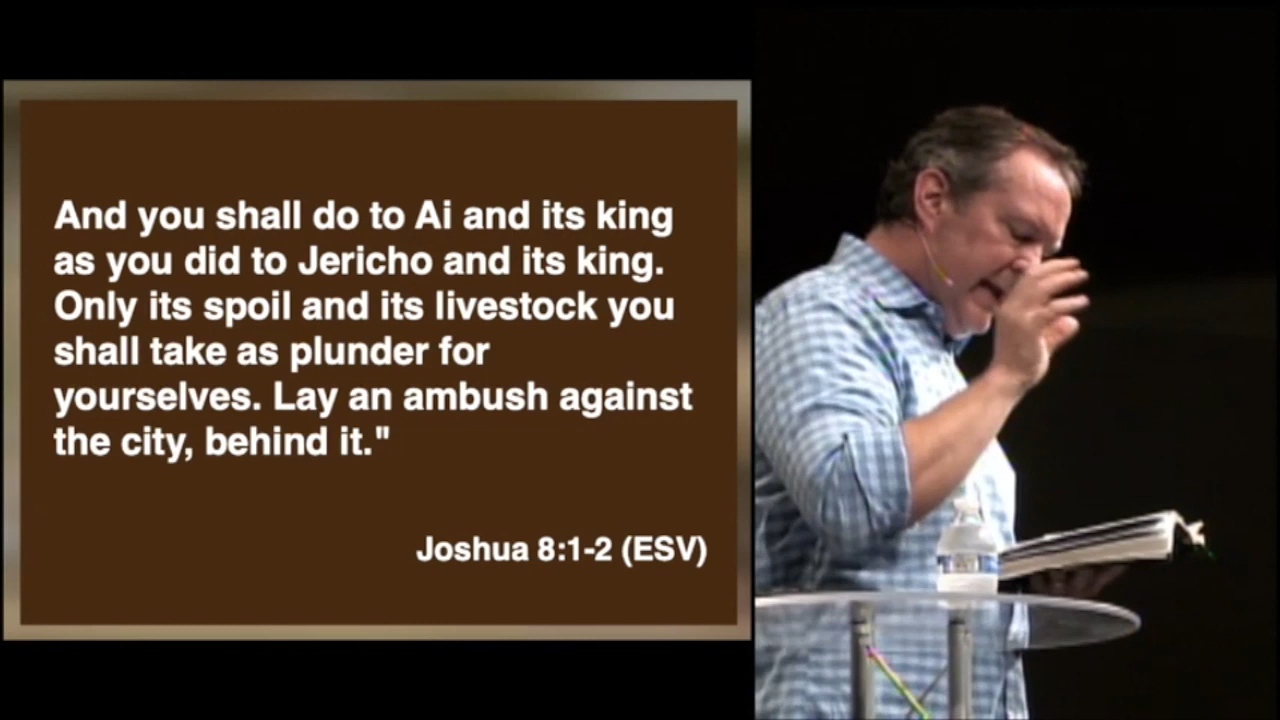 And you shall do to Ai and its king
as you did to Jericho and its king.
Only its spoil and its livestock you
shall take as plunder for
yourselves. Lay an ambush against
the city, behind it."
Joshua 8:1-2 (ESV)